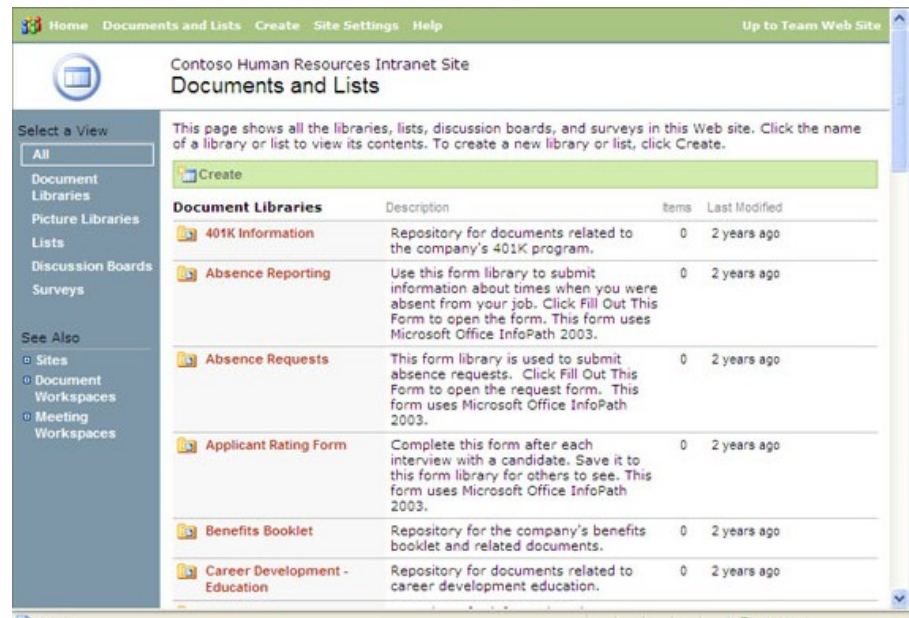 Home Documents and Lists Create Site Settings Help Up to Team Web Site
Contoso Human Resources Intranet Site
Documents and Lists
Select a View
All
Document
Libraries
Picture Libraries
Lists
Discussion Boards
Surveys
See Also
Sites
Document
Workspaces
Meeting
Workspaces
This page shows all the libraries, lists, discussion boards, and surveys in this Web site. Click the name
of a library or list to view its contents. To create a new library or list, click Create.
Create
Document Libraries Description Items Last Modified
401K Information Repository for documents related to 0 2 years ago
the company's 401K program.
Absence Reporting Use this form library to submit 0 2 years ago
information about times when you were
absent from your job. Click Fill Out This
Form to open the form. This form uses
Microsoft Office InfoPath 2003.
Absence Requests This form library is used to submit 0 2 years ago
absence requests. Click Fill Out This
Form to open the request form. This
form uses Microsoft Office InfoPath
2003.
Applicant Rating Form Complete this form after each 0 2 years ago
interview with a candidate. Save it to
this form library for others to see. This
form uses Microsoft Office InfoPath
2003.
Benefits Booklet Repository for the company's benefits 0 2 years ago
booklet and related documents.
Career Development - Repository for documents related to 0 2 years ago
Education career development education.